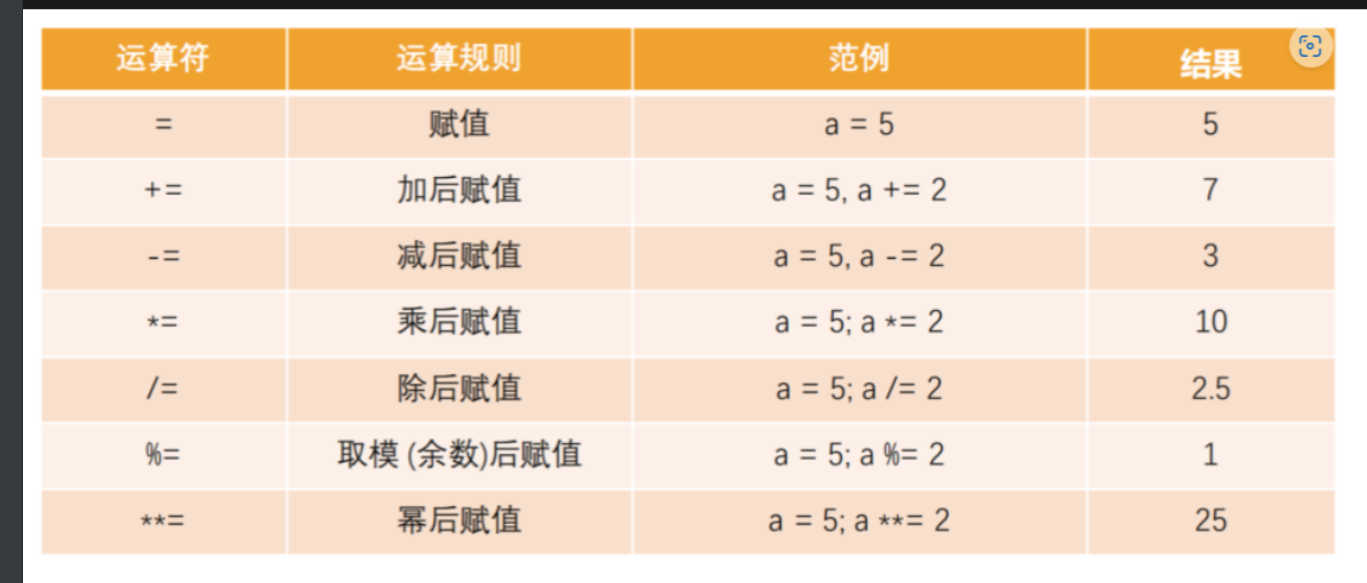 运算符 运算规则 范例 结果
= 赋值 a = 5 5
+= 加后赋值 a = 5, a += 2 7
-= 减后赋值 a = 5, a -= 2 3
*= 乘后赋值 a = 5; a *= 2 10
/= 除后赋值 a = 5; a /= 2 2.5
%= 取模 (余数)后赋值 a = 5; a %= 2 1
**= 幂后赋值 a = 5; a **= 2 25